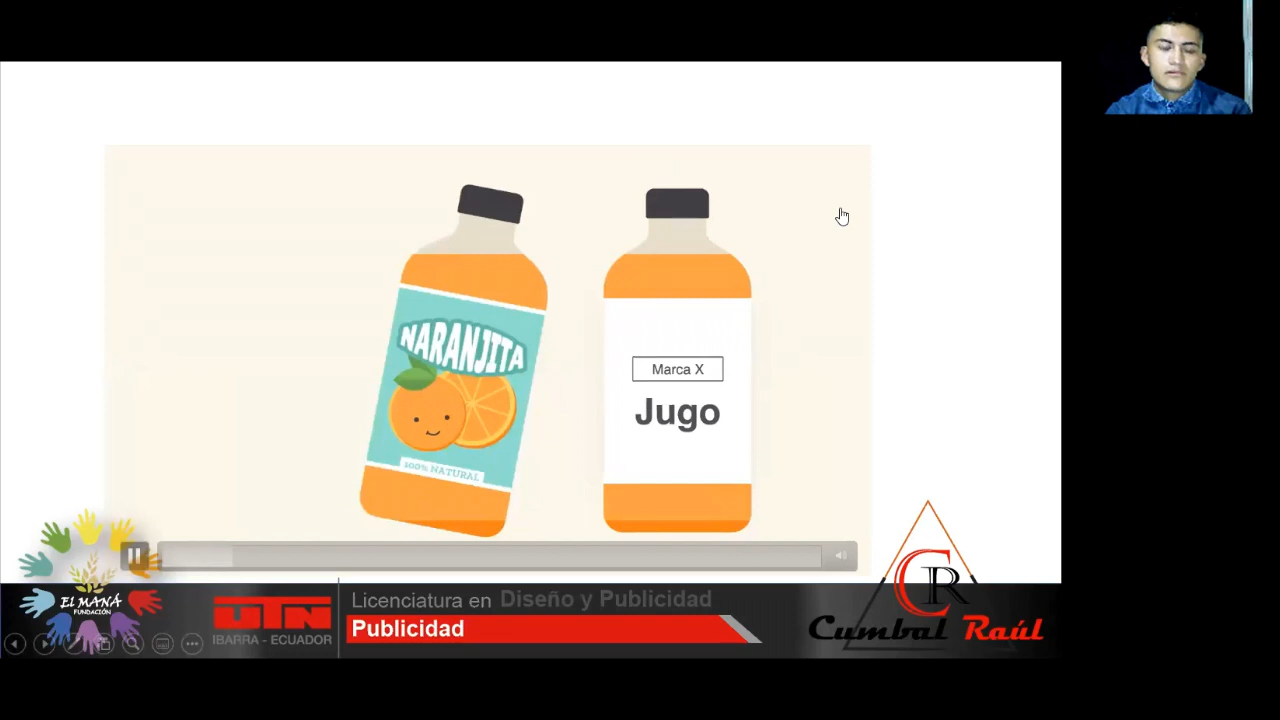 NARANJITA
100% NATURAL
Marca X
Jugo
EL MANÁ
FUNDACIÓN
UTN
IBARRA - ECUADOR
Licenciatura en Diseño y Publicidad
Publicidad
CR
Cumbal Raúl